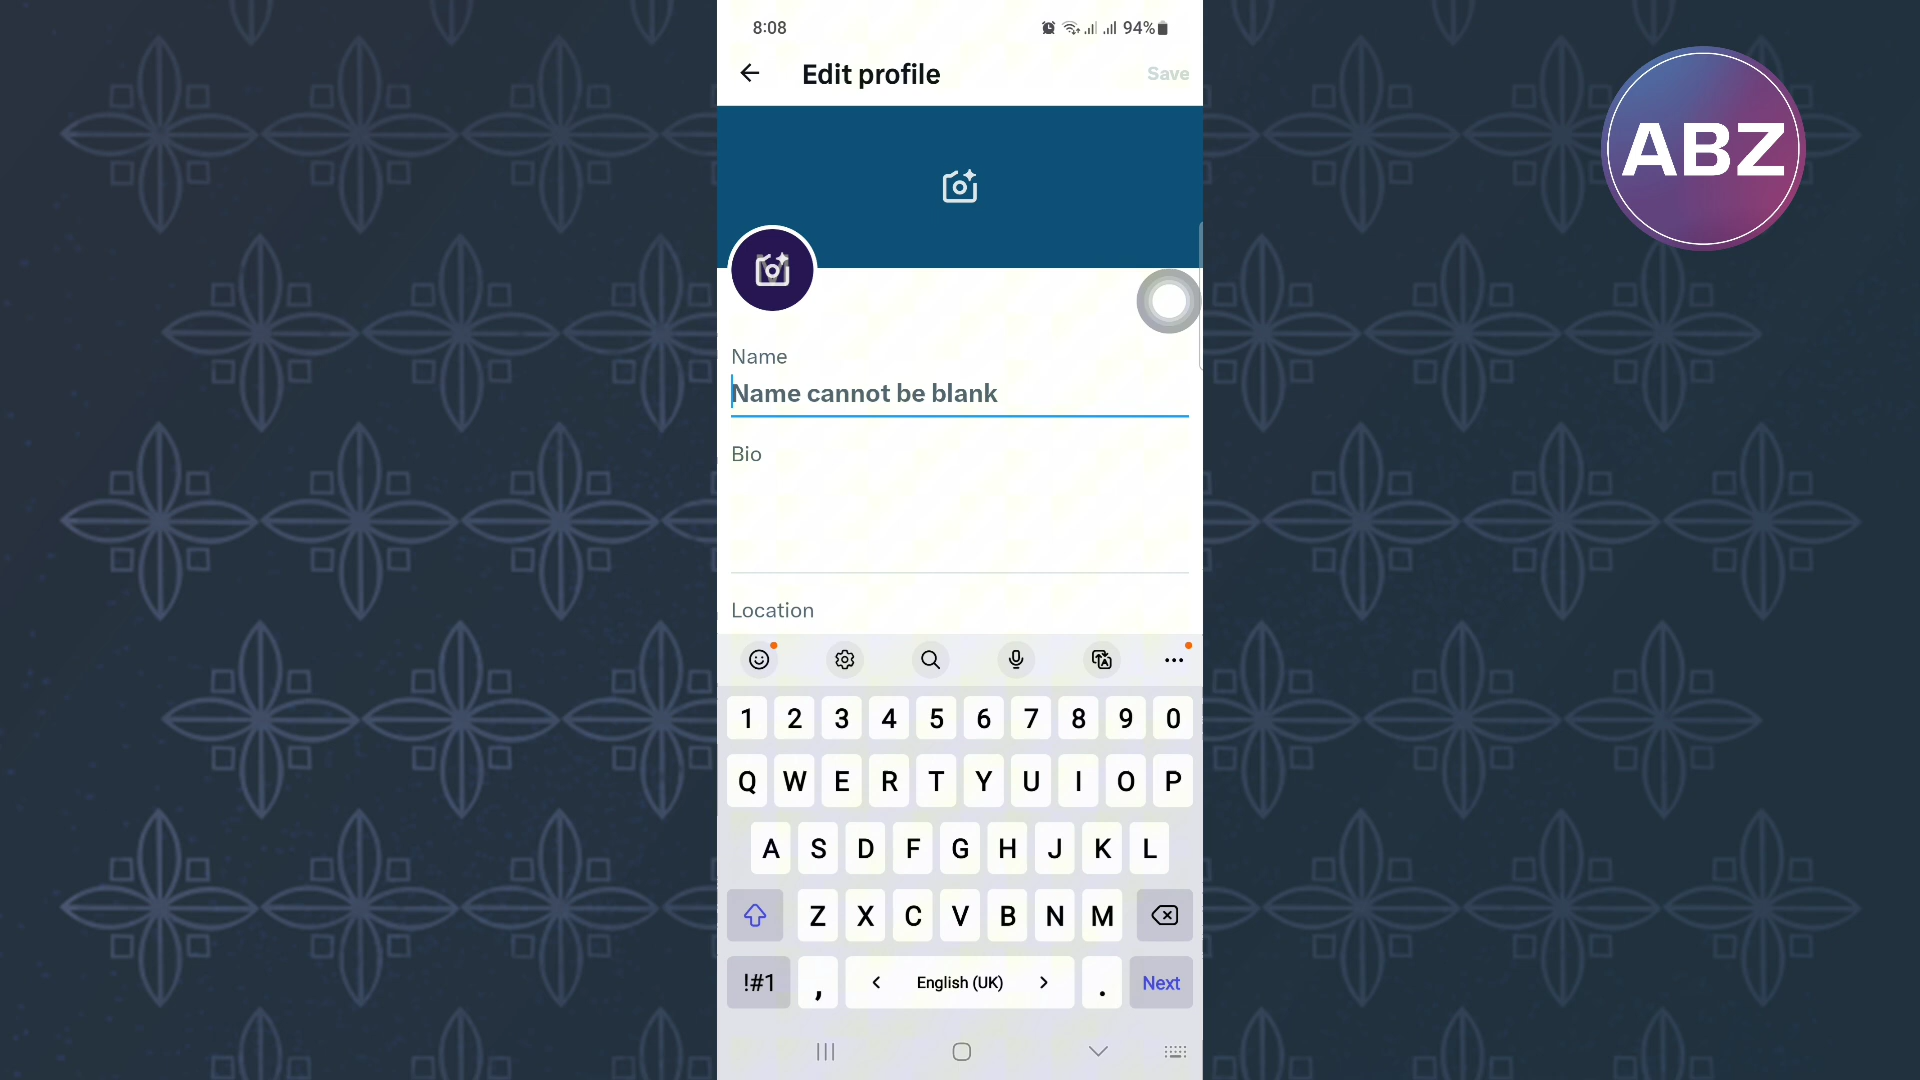 8:08
94%
Edit profile
Save
ABZ
Name
Name cannot be blank
Bio
Location
1 2 3 4 5 6 7 8 9 0
Q W E R T Y U I O P
A S D F G H J K L
Z X C V B N M
!#1 , < English (UK) > . Next